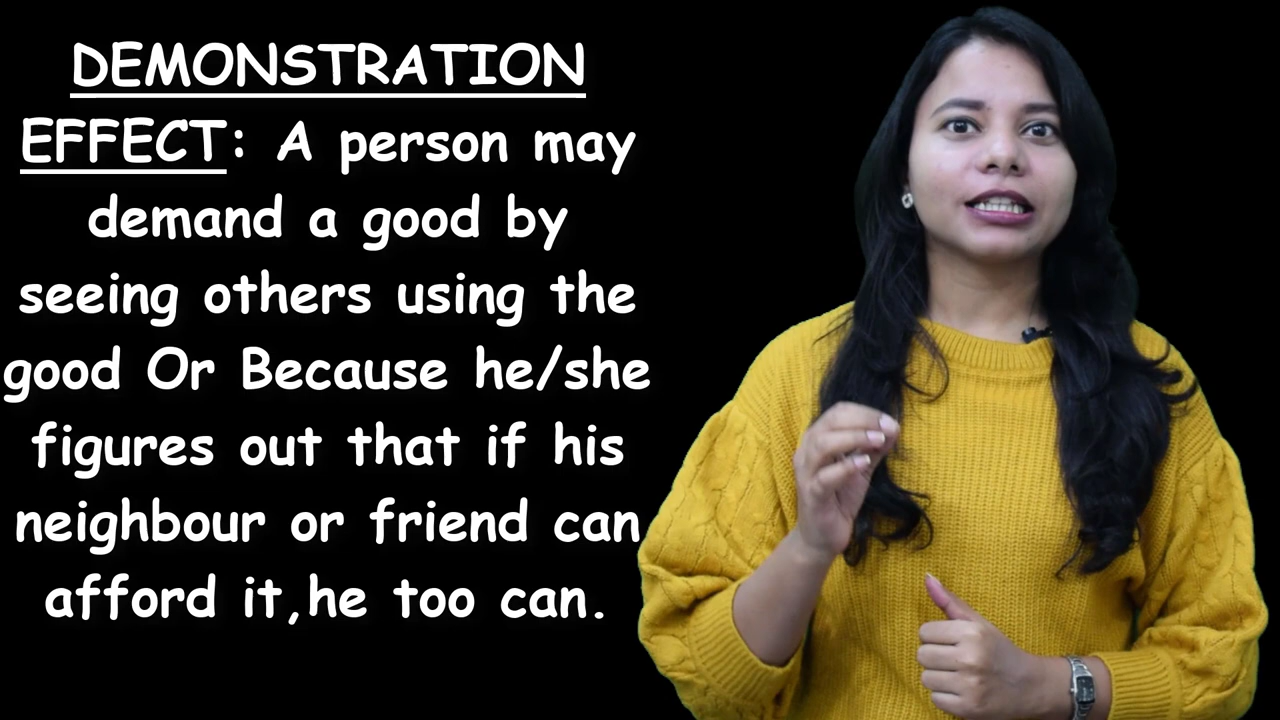 DEMONSTRATION
EFFECT: A person may
demand a good by
seeing others using the
good Or Because he/she
figures out that if his
neighbour or friend can
afford it,he too can.